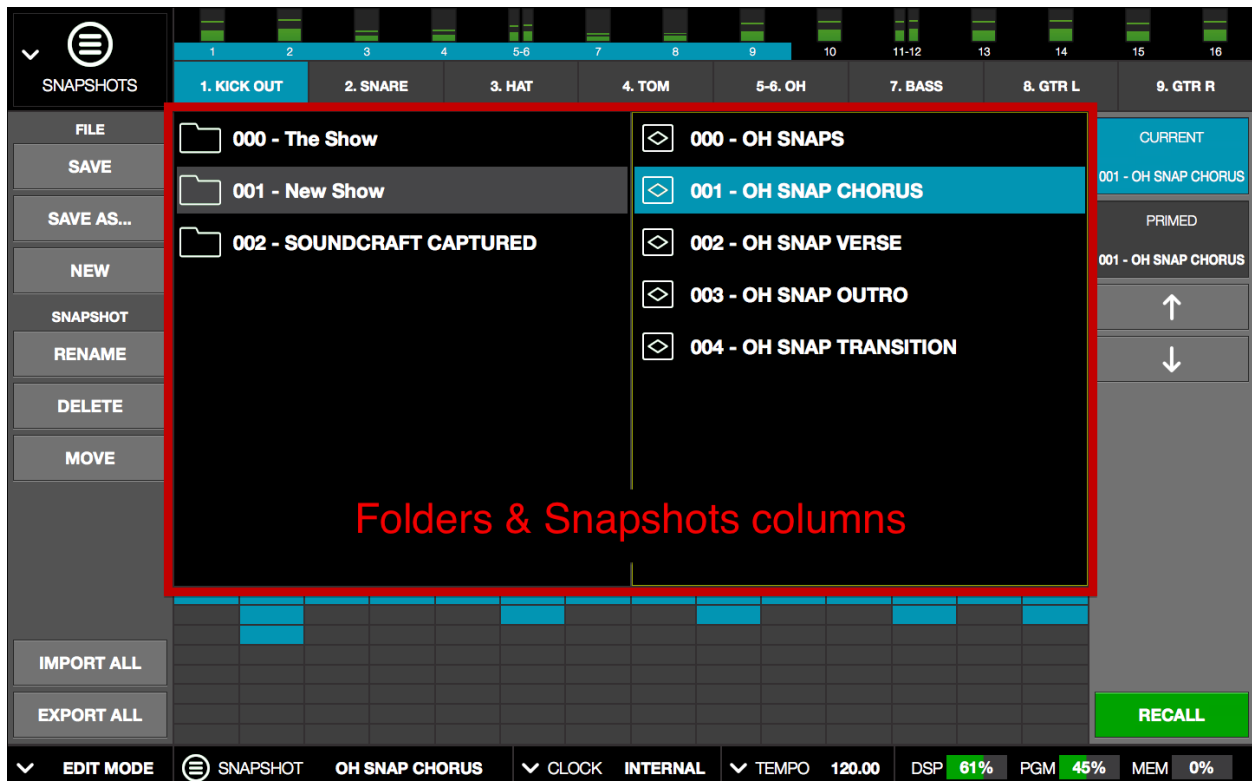 SNAPSHOTS
1 2 3 4 5-6 7 8 9 10 11-12 13 14 15 16
1. KICK OUT 2. SNARE 3. HAT 4. TOM 5-6. OH 7. BASS 8. GTR L 9. GTR R
FILE
SAVE
SAVE AS...
NEW
SNAPSHOT
RENAME
DELETE
MOVE
IMPORT ALL
EXPORT ALL
000 - The Show
001 - New Show
002 - SOUNDCRAFT CAPTURED
000 - OH SNAPS
001 - OH SNAP CHORUS
002 - OH SNAP VERSE
003 - OH SNAP OUTRO
004 - OH SNAP TRANSITION
Folders & Snapshots columns
CURRENT
001 - OH SNAP CHORUS
PRIMED
001 - OH SNAP CHORUS
RECALL
EDIT MODE SNAPSHOT OH SNAP CHORUS CLOCK INTERNAL TEMPO 120.00 DSP 61% PGM 45% MEM 0%